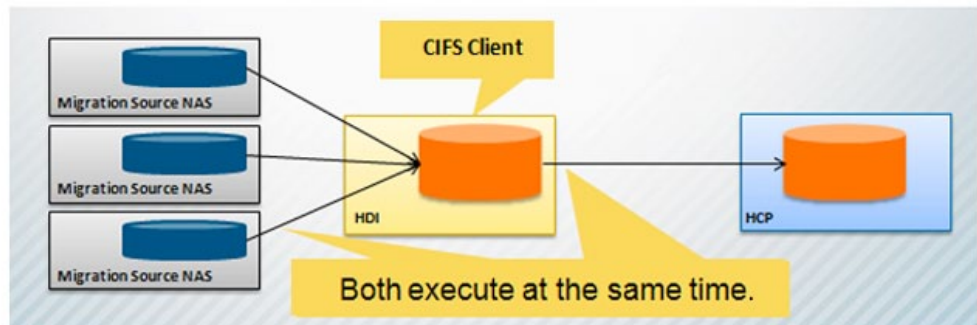 CIFS Client
Migration Source NAS
Migration Source NAS
Migration Source NAS
HDI
HCP
Both execute at the same time.